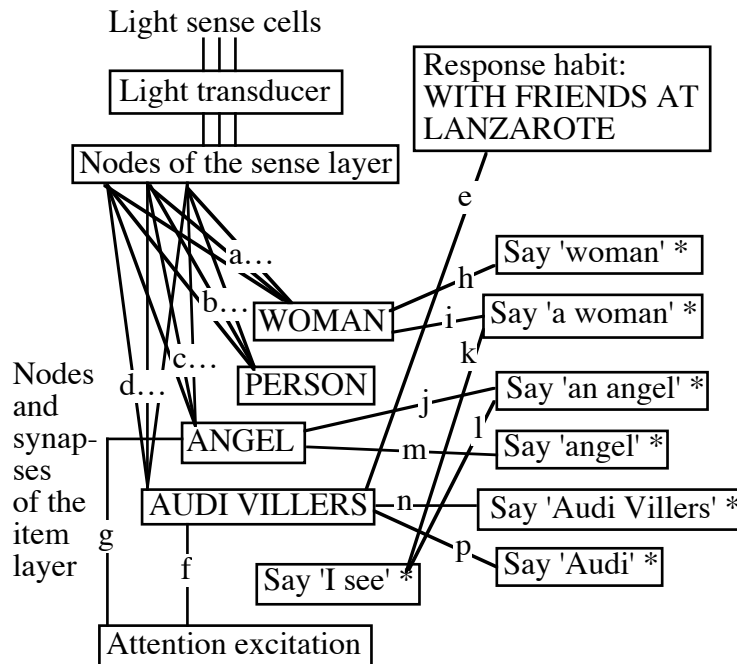 Light sense cells
Light transducer
Nodes of the sense layer
Response habit:
WITH FRIENDS AT
LANZAROTE
e
a…
h
Say 'woman' *
b…
WOMAN
i
Say 'a woman' *
k
c…
PERSON
d…
Nodes
and
synap-
ses
of the
item
layer
j
Say 'an angel' *
l
ANGEL
m
Say 'angel' *
AUDI VILLERS
n
Say 'Audi Villers' *
g
f
p
Say 'I see' *
Say 'Audi' *
Attention excitation